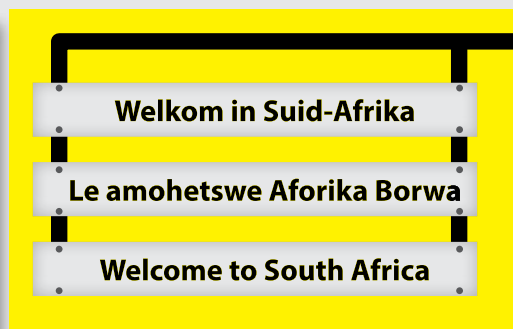 Welkom in Suid-Afrika
Le amohetswe Aforika Borwa
Welcome to South Africa